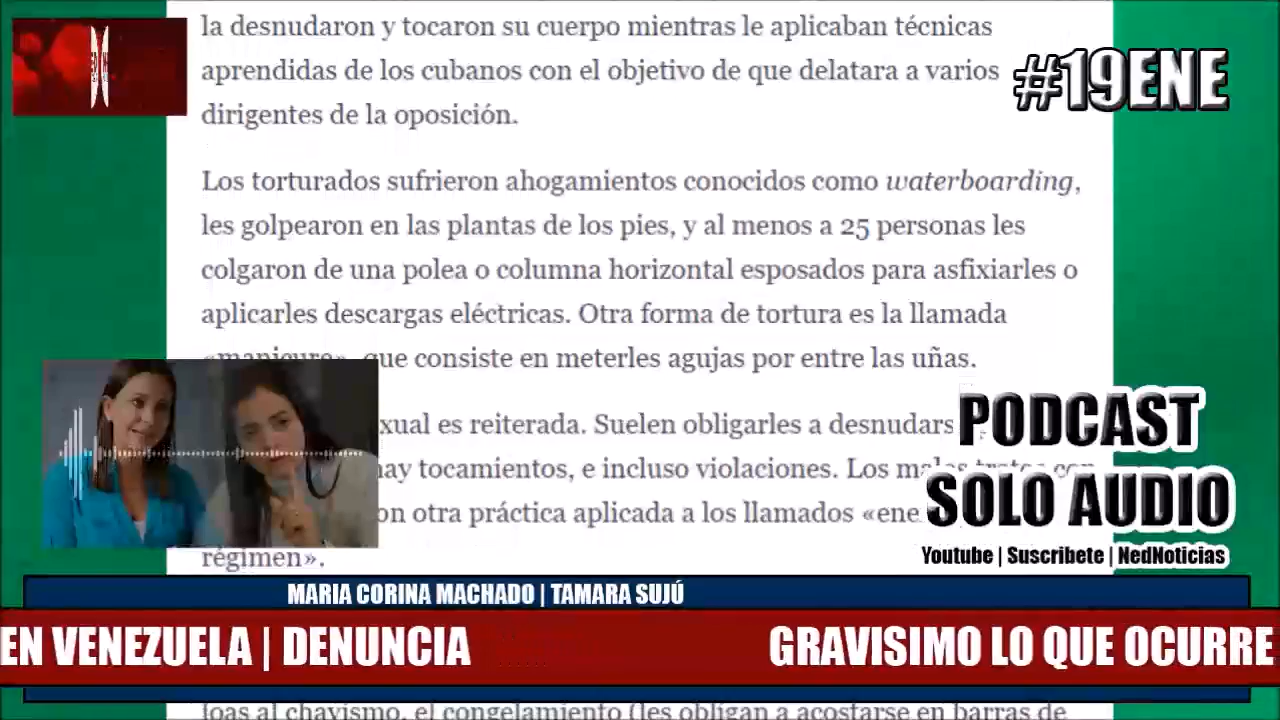 la desnudaron y tocaron su cuerpo mientras le aplicaban técnicas
aprendidas de los cubanos con el objetivo de que delatara a varios
dirigentes de la oposición.
#19ENE
Los torturados sufrieron ahogamientos conocidos como waterboarding,
les golpearon en las plantas de los pies, y al menos a 25 personas les
colgaron de una polea o columna horizontal esposados para asfixiarles o
aplicarles descargas eléctricas. Otra forma de tortura es la llamada
«manicure», que consiste en meterles agujas por entre las uñas.
xual es reiterada. Suelen obligarles a desnudars
hay tocamientos, e incluso violaciones. Los malos tratos con
on otra práctica aplicada a los llamados «ene
régimen».
PODCAST
SOLO AUDIO
Youtube | Suscribete | NedNoticias
MARIA CORINA MACHADO | TAMARA SUJÚ
EN VENEZUELA | DENUNCIA GRAVISIMO LO QUE OCURRE
loas al chavismo, el congelamiento (les obligan a acostarse en barras de